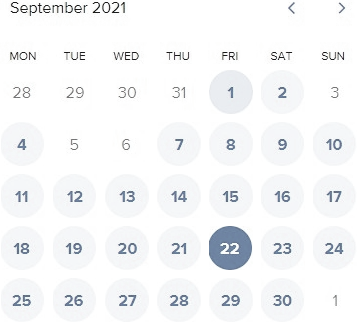 September 2021
MON TUE WED THU FRI SAT SUN
28 29 30 31 1 2 3
4 5 6 7 8 9 10
11 12 13 14 15 16 17
18 19 20 21 22 23 24
25 26 27 28 29 30 1